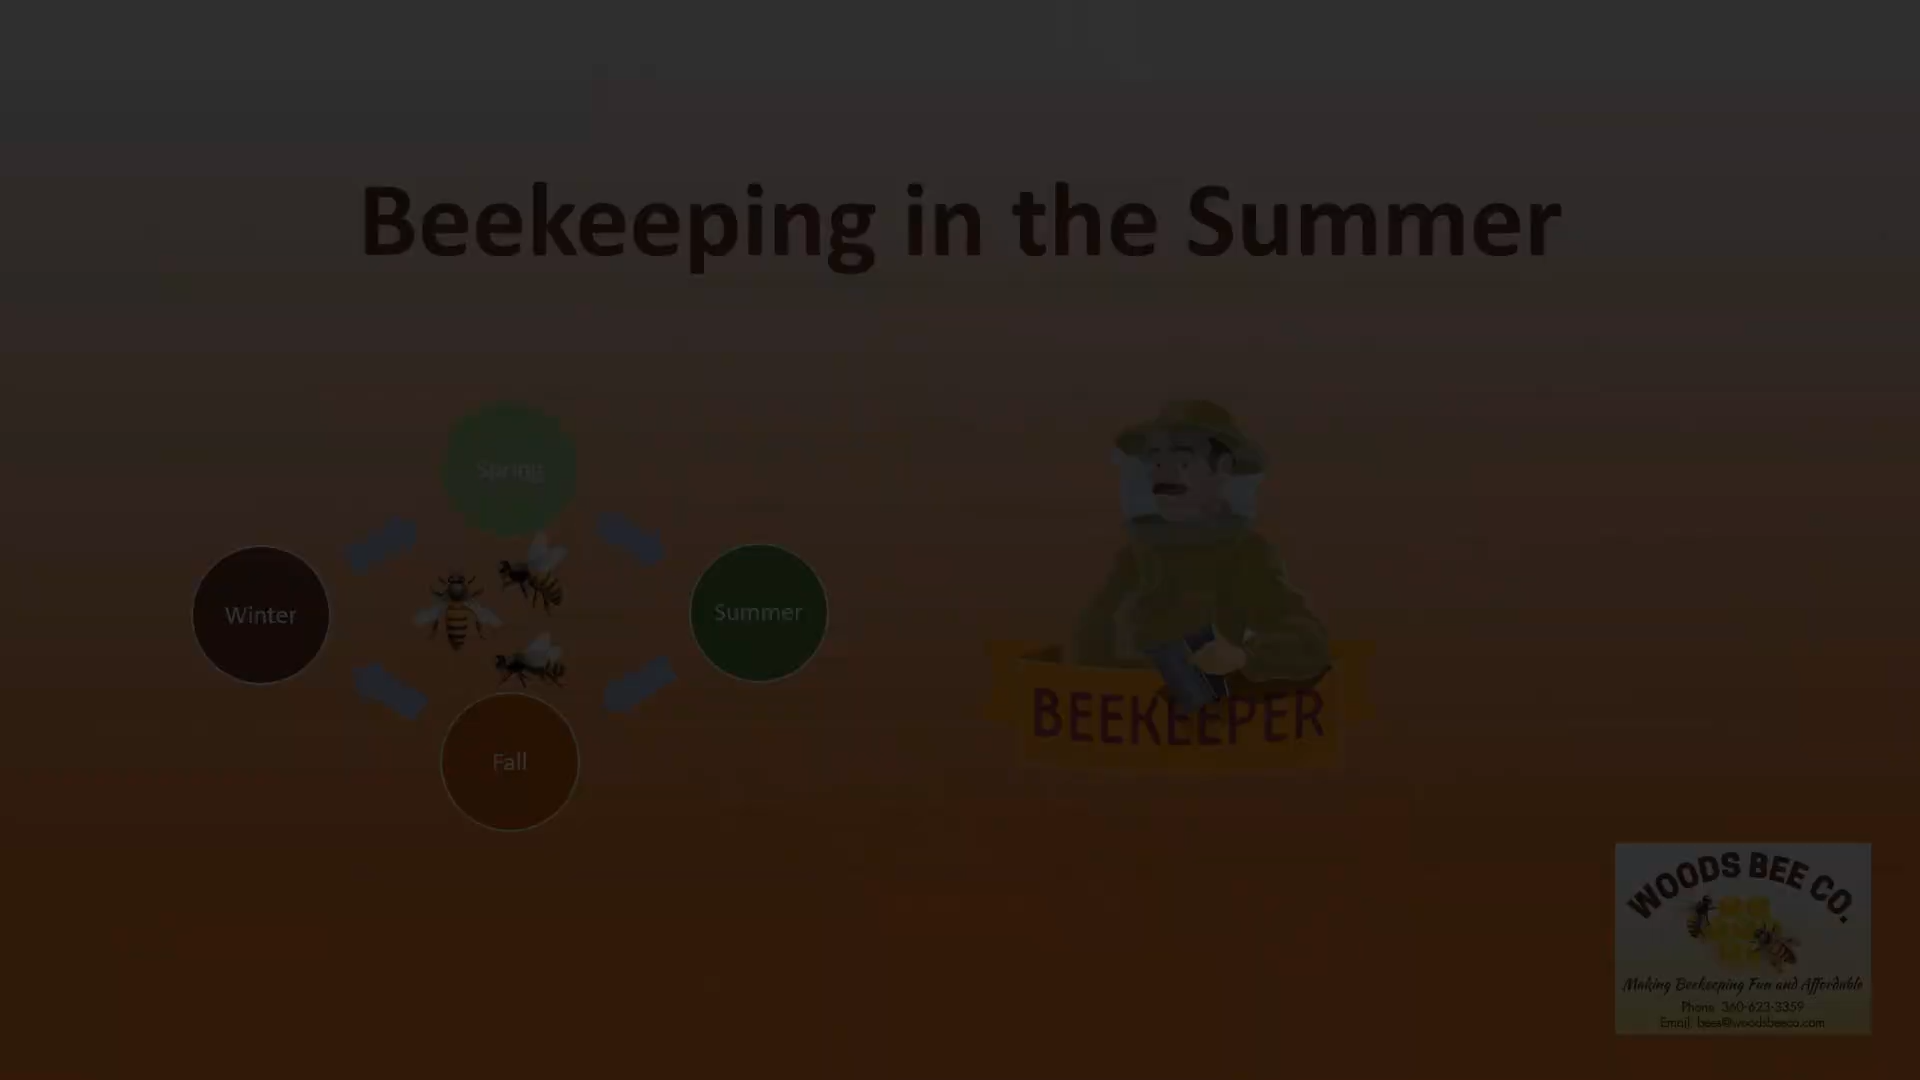 Beekeeping in the Summer
Spring
Winter
Summer
Fall
BEEKEEPER
WOODS BEE CO.
Making Beekeeping Fun and Affordable
Phone: 360-623-3359
Email: bees@woodsbeeco.com